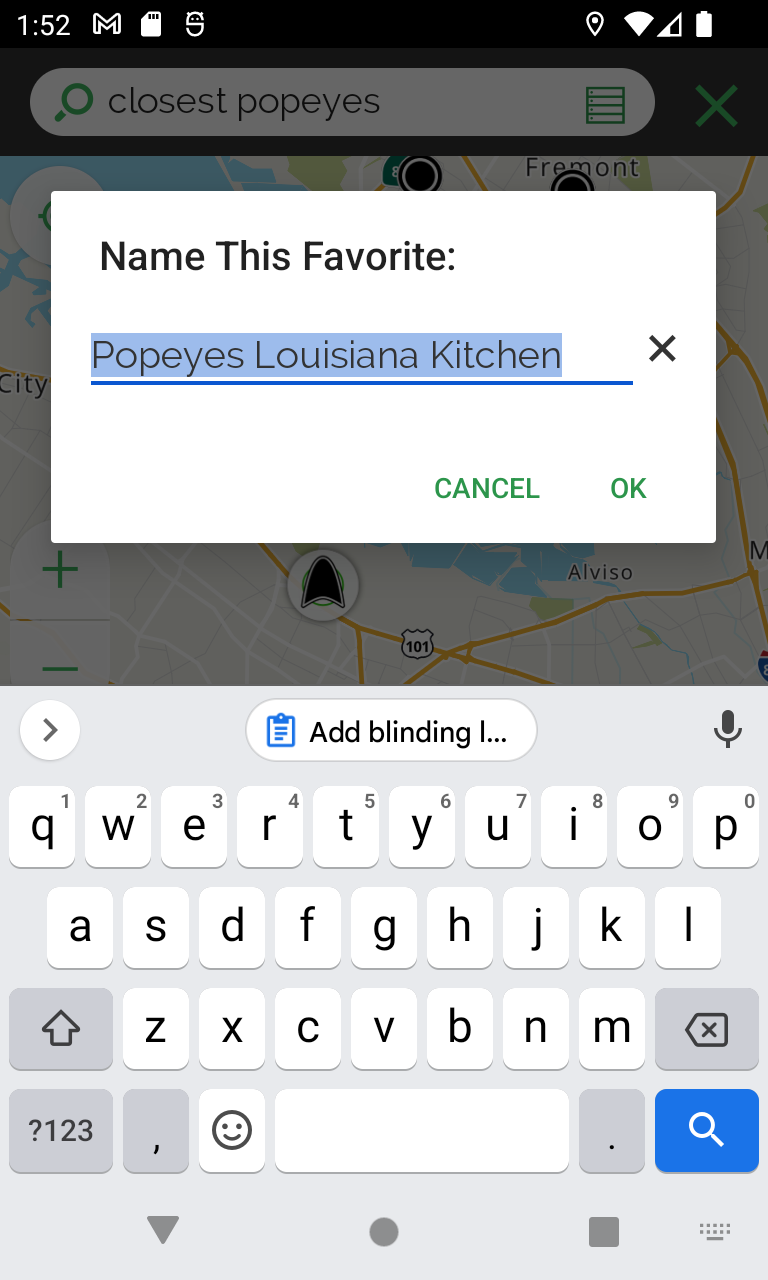 1:52
closest popeyes
Fremont
Name This Favorite:
Popeyes Louisiana Kitchen
City
CANCEL OK
Alviso
101
Add blinding l...
q 1 w 2 e 3 r 4 t 5 y 6 u 7 i 8 o 9 p 0
a s d f g h j k l
z x c v b n m
?123 , .